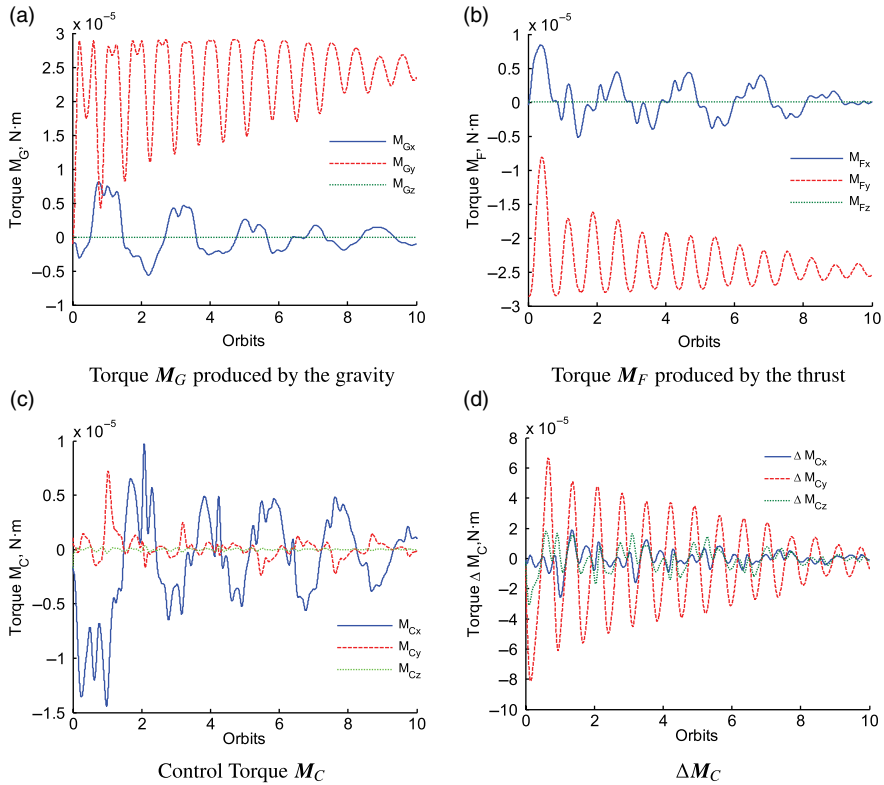 (a)
x 10⁻⁵
3
2.5
2
1.5
1
0.5
0
−0.5
−1
Torque M_G, N·m
M_Gx
M_Gy
M_Gz
0 2 4 6 8 10
Orbits
Torque M_G produced by the gravity
(b)
x 10⁻⁵
1
0.5
0
−0.5
−1
−1.5
−2
−2.5
−3
Torque M_F, N·m
M_Fx
M_Fy
M_Fz
0 2 4 6 8 10
Orbits
Torque M_F produced by the thrust
(c)
x 10⁻⁵
1
0.5
0
−0.5
−1
−1.5
Torque M_C, N·m
M_Cx
M_Cy
M_Cz
0 2 4 6 8 10
Orbits
Control Torque M_C
(d)
x 10⁻⁵
8
6
4
2
0
−2
−4
−6
−8
−10
Torque Δ M_C,N·m
Δ M_Cx
Δ M_Cy
Δ M_Cz
0 2 4 6 8 10
Orbits
ΔM_C